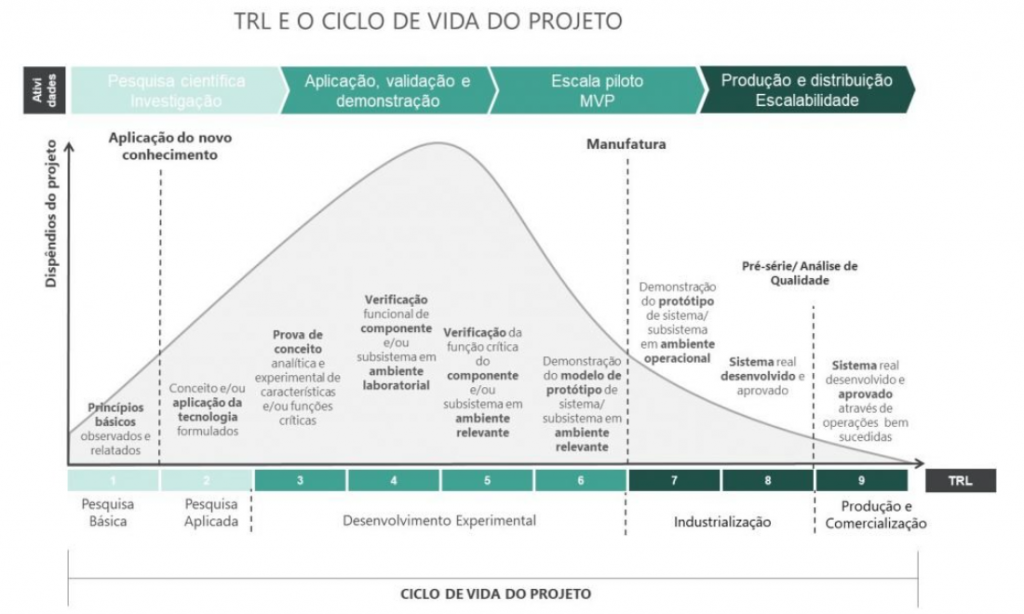 TRL E O CICLO DE VIDA DO PROJETO
Ativi
dades
Pesquisa científica
Investigação
Aplicação, validação e
demonstração
Escala piloto
MVP
Produção e distribuição
Escalabilidade
Dispêndios do projeto
Aplicação do novo
conhecimento
Manufatura
Pré-série/ Análise de
Qualidade
Princípios
básicos
observados e
relatados
Conceito e/ou
aplicação da
tecnologia
formulados
Prova de
conceito
analítica e
experimental de
características
e/ou funções
críticas
Verificação
funcional de
componente
e/ou
subsistema em
ambiente
laboratorial
Verificação da
função crítica
do
componente
e/ou
subsistema em
ambiente
relevante
Demonstração
do modelo de
protótipo de
sistema/
subsistema em
ambiente
relevante
Demonstração
do protótipo
de sistema/
subsistema
em ambiente
operacional
Sistema real
desenvolvido e
aprovado
Sistema real
desenvolvido e
aprovado
através de
operações bem
sucedidas
1 2 3 4 5 6 7 8 9 TRL
Pesquisa
Básica
Pesquisa
Aplicada
Desenvolvimento Experimental
Industrialização
Produção e
Comercialização
CICLO DE VIDA DO PROJETO